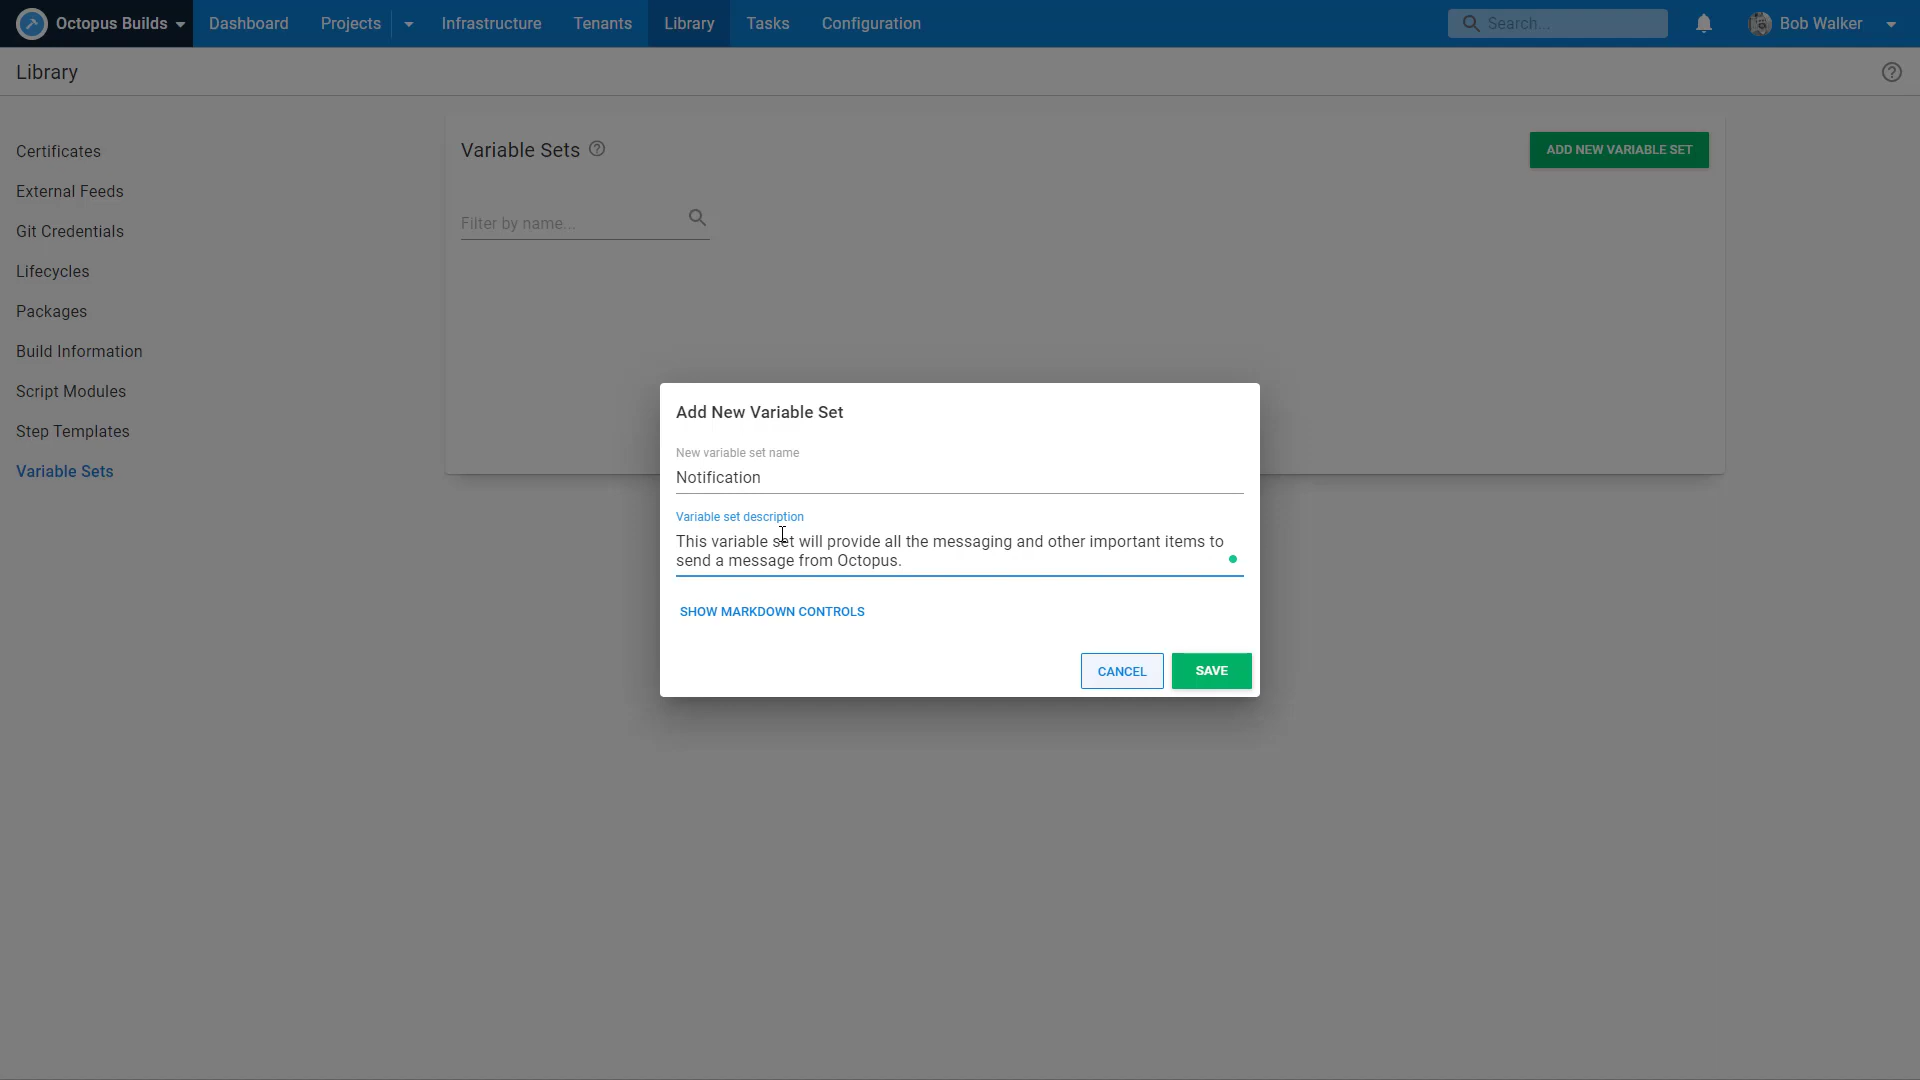 Octopus Builds
Dashboard
Projects
Infrastructure
Tenants
Library
Tasks
Configuration
Search...
Bob Walker
Library
Certificates
External Feeds
Git Credentials
Lifecycles
Packages
Build Information
Script Modules
Step Templates
Variable Sets
Variable Sets
ADD NEW VARIABLE SET
Filter by name...
Add New Variable Set
New variable set name
Notification
Variable set description
This variable set will provide all the messaging and other important items to
send a message from Octopus.
SHOW MARKDOWN CONTROLS
CANCEL
SAVE